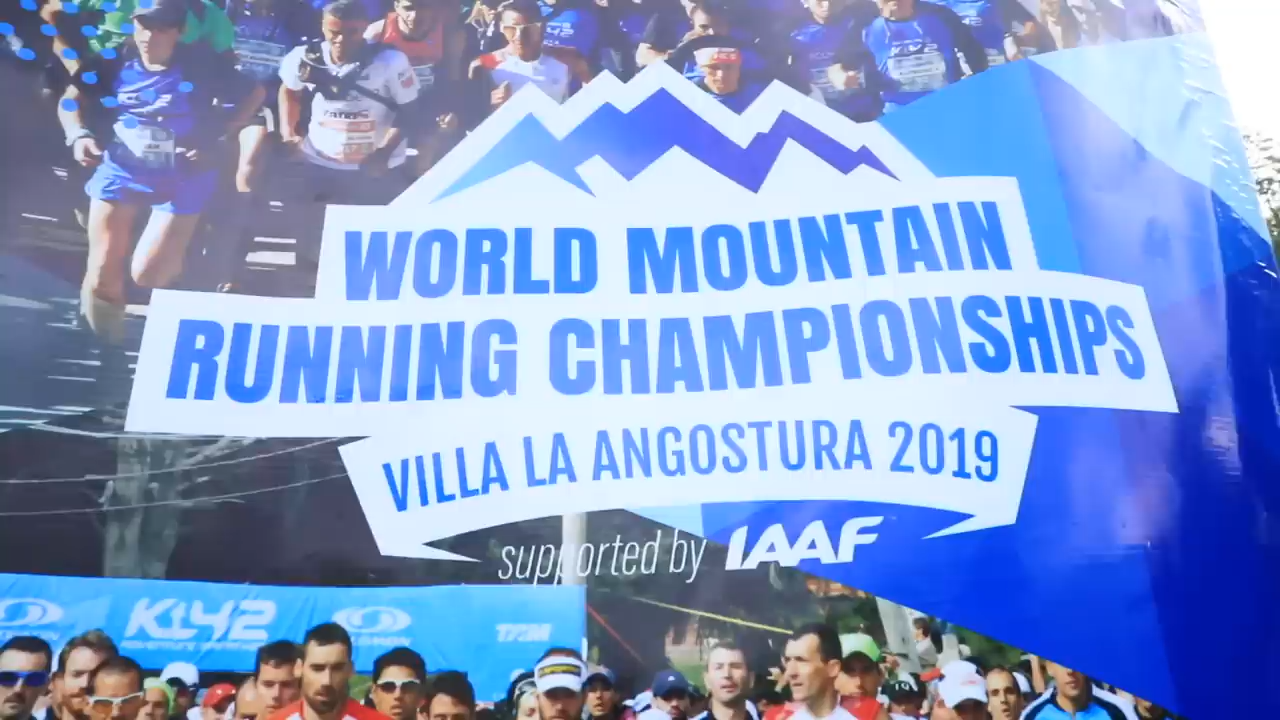 WORLD MOUNTAIN
RUNNING CHAMPIONSHIPS
VILLA LA ANGOSTURA 2019
supported by IAAF
K42